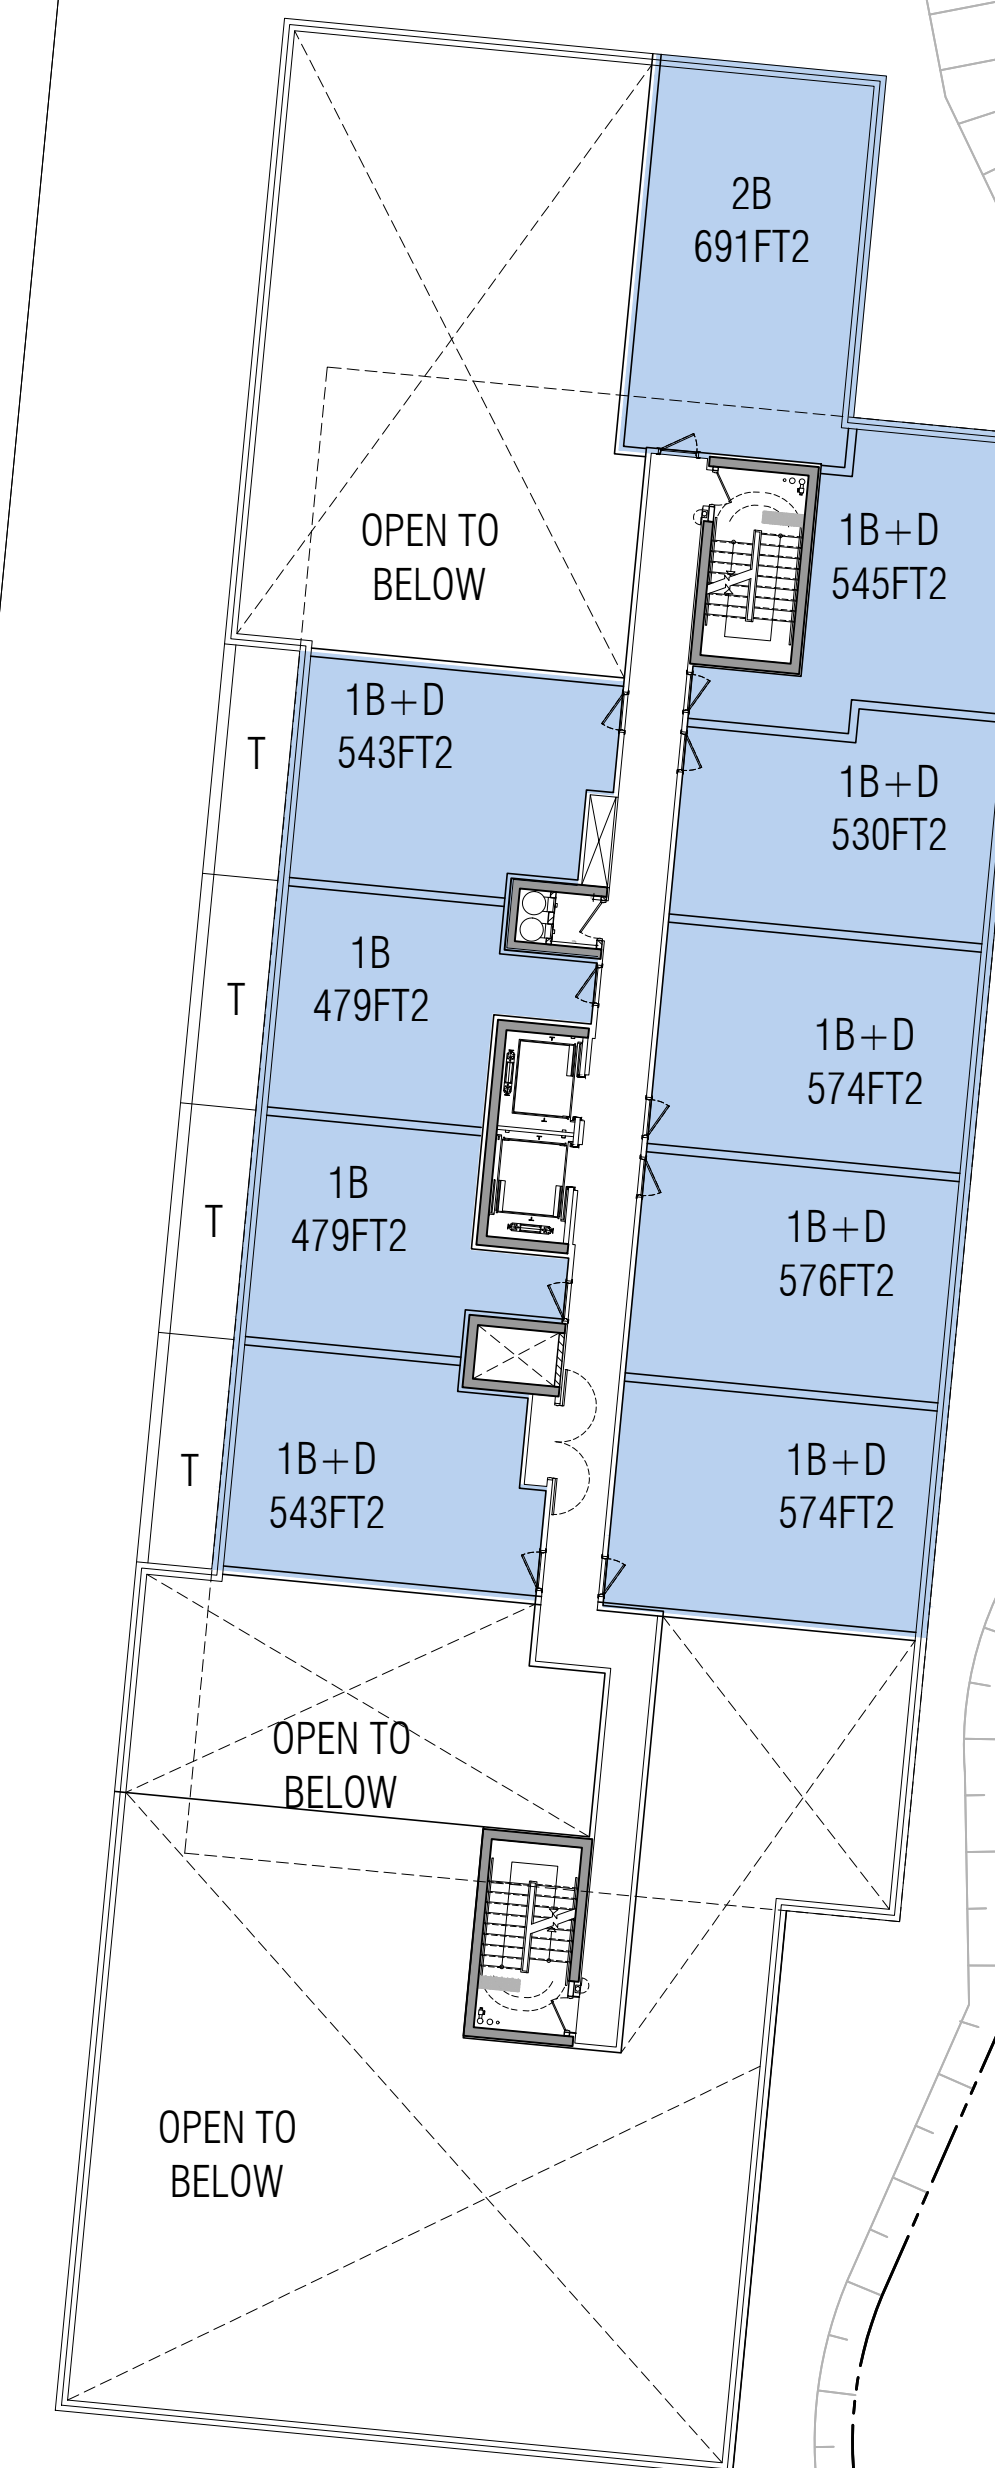 2B
691FT2
OPEN TO
BELOW
1B+D
545FT2
1B+D
543FT2
T
1B+D
530FT2
1B
479FT2
T
1B+D
574FT2
1B
479FT2
T
1B+D
576FT2
1B+D
543FT2
T
1B+D
574FT2
OPEN TO
BELOW
OPEN TO
BELOW